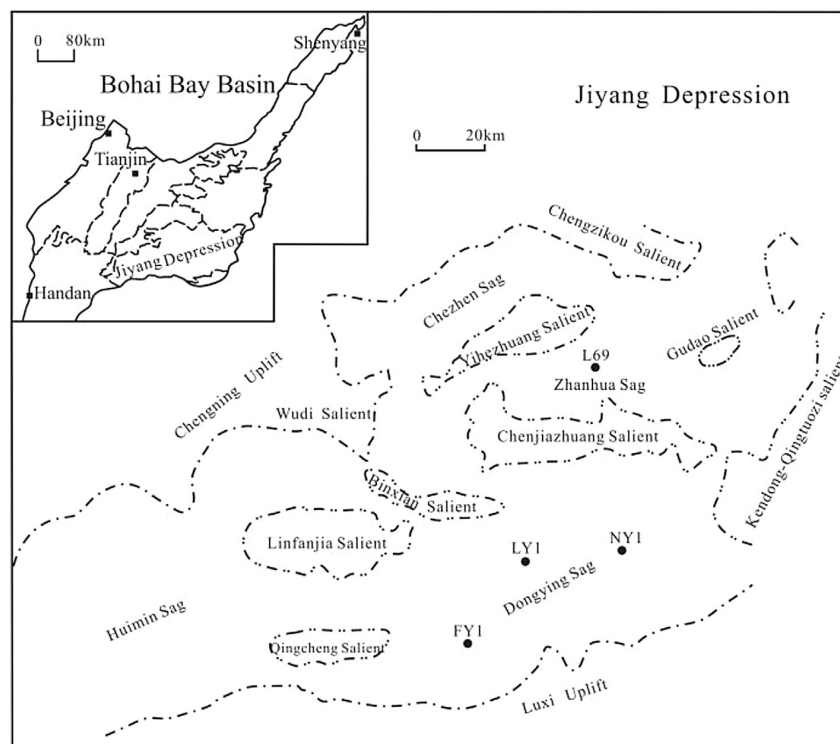 0 80km
Shenyang
Bohai Bay Basin
Beijing
Tianjin
Jiyang Depression
Handan
Jiyang Depression
0 20km
Chengzikou Salient
Chezhen Sag
Yihezhuang Salient
Gudao Salient
L69
Zhanhua Sag
Chengning Uplift
Wudi Salient
Chenjiazhuang Salient
Kendong-Qingtuozi salient
Binxian Salient
Linfanjia Salient
LY1
NY1
Dongying Sag
Huimin Sag
FY1
Qingcheng Salient
Luxi Uplift